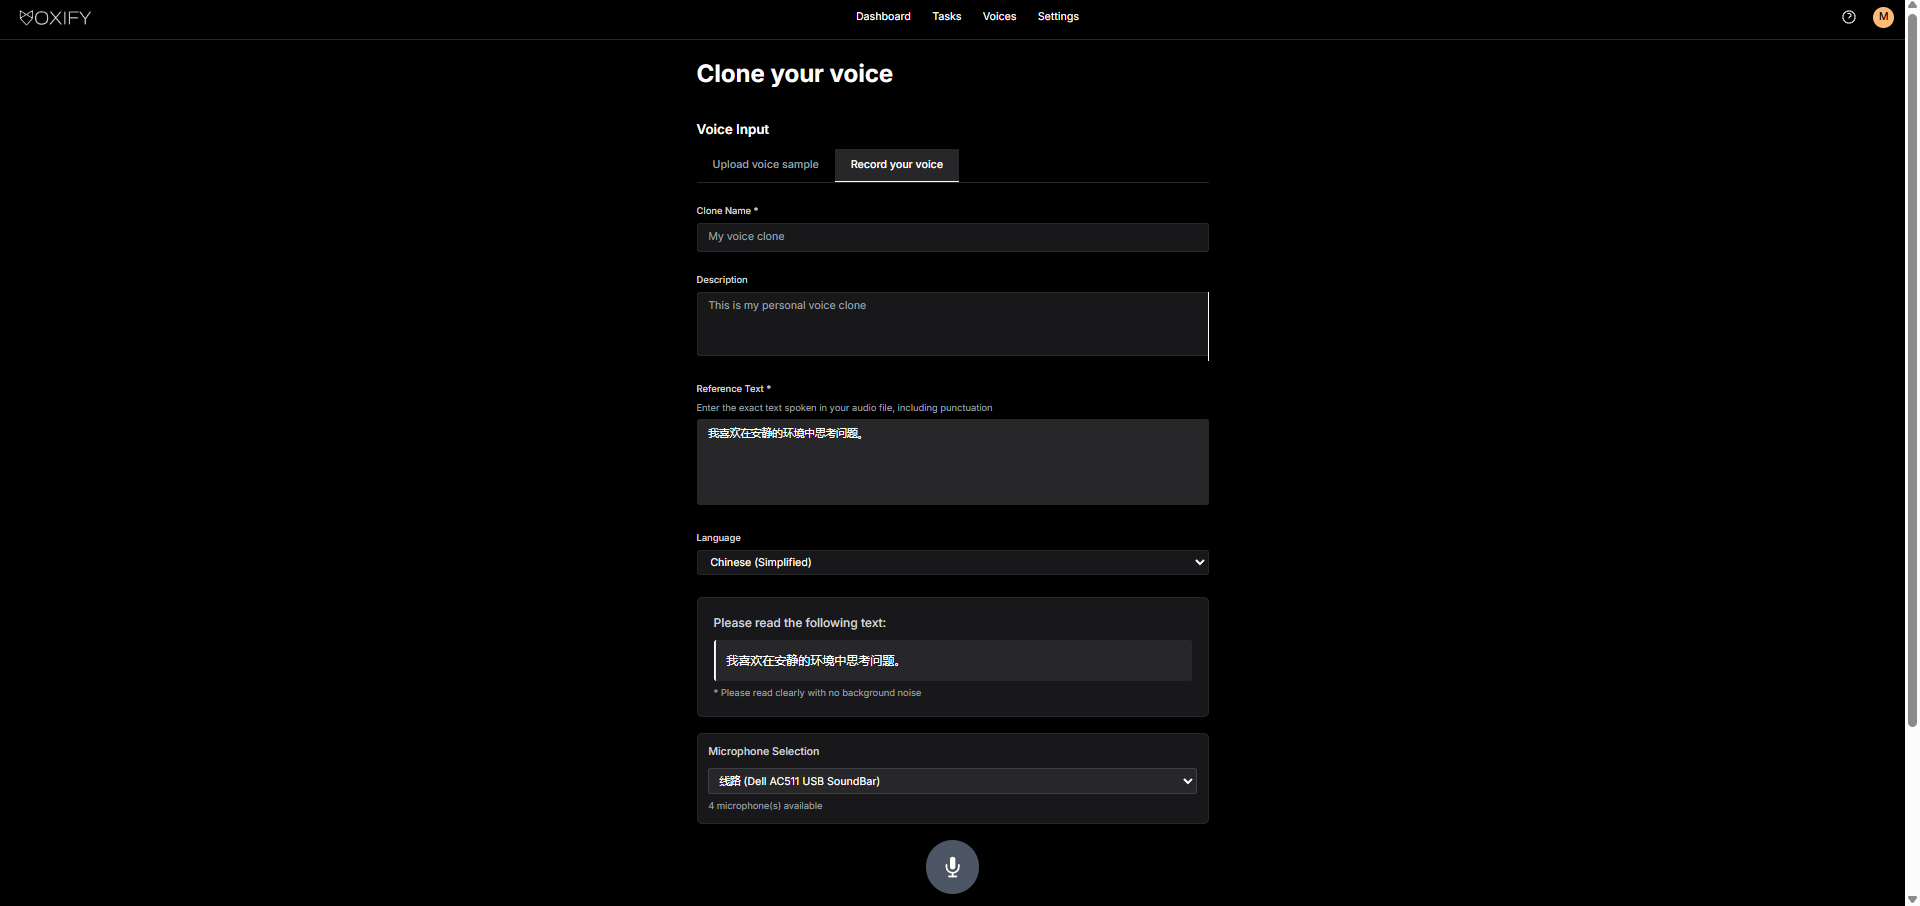 VOXIFY
Dashboard Tasks Voices Settings
M
Clone your voice
Voice Input
Upload voice sample Record your voice
Clone Name *
My voice clone
Description
This is my personal voice clone
Reference Text *
Enter the exact text spoken in your audio file, including punctuation
我喜欢在安静的环境中思考问题。
Language
Chinese (Simplified)
Please read the following text:
我喜欢在安静的环境中思考问题。
* Please read clearly with no background noise
Microphone Selection
线路 (Dell AC511 USB SoundBar)
4 microphone(s) available